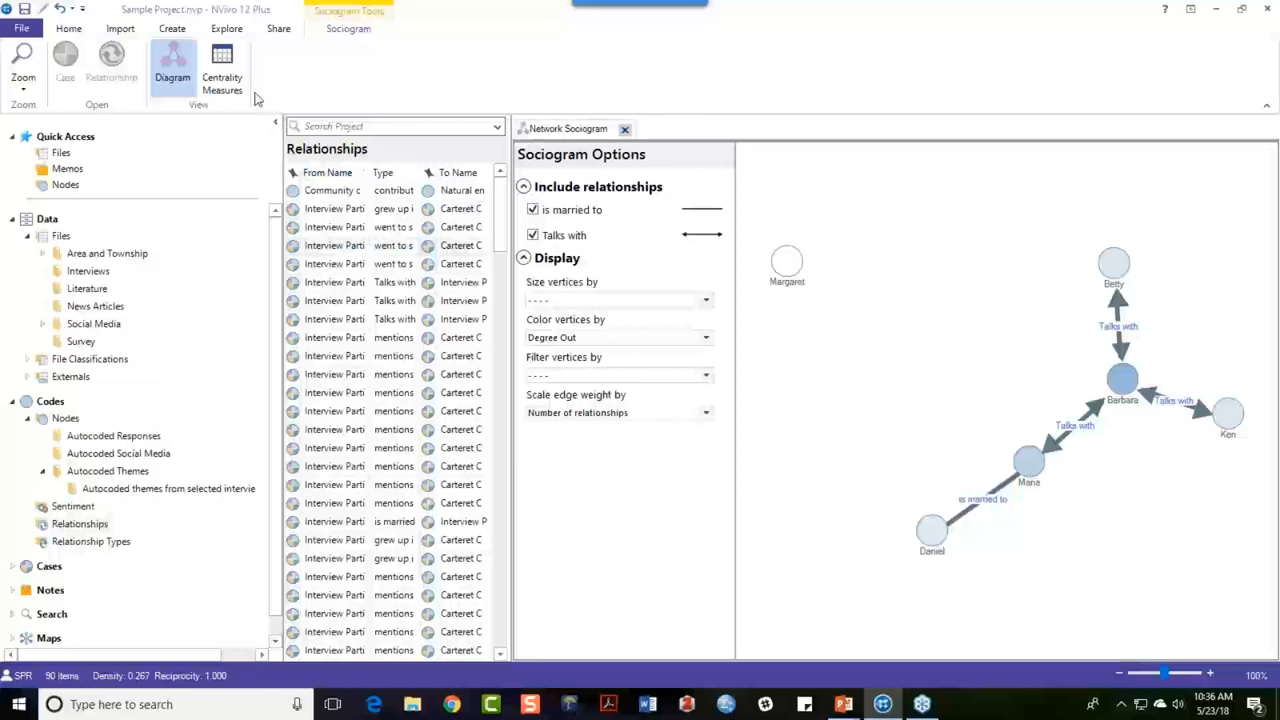 Sample Project.nvp - NVivo 12 Plus
Sociogram Tools
File
Home
Import
Create
Explore
Share
Sociogram
Zoom
Case
Relationship
Diagram
Centrality
Measures
Zoom
Open
View
Quick Access
Files
Memos
Nodes
Data
Files
Area and Township
Interviews
Literature
News Articles
Social Media
Survey
File Classifications
Externals
Codes
Nodes
Autocoded Responses
Autocoded Social Media
Autocoded Themes
Autocoded themes from selected intervie
Sentiment
Relationships
Relationship Types
Cases
Notes
Search
Maps
Search Project
Relationships
From Name Type To Name
Community c contribut Natural en
Interview Parti grew up i Carteret C
Interview Parti went to s Carteret C
Interview Parti went to s Carteret C
Interview Parti went to s Carteret C
Interview Parti Talks with Interview P
Interview Parti Talks with Interview P
Interview Parti Talks with Interview P
Interview Parti mentions Carteret C
Interview Parti mentions Carteret C
Interview Parti mentions Carteret C
Interview Parti mentions Carteret C
Interview Parti mentions Carteret C
Interview Parti mentions Carteret C
Interview Parti mentions Carteret C
Interview Parti mentions Carteret C
Interview Parti mentions Carteret C
Interview Parti mentions Carteret C
Interview Parti is married Interview P
Interview Parti grew up i Carteret C
Interview Parti grew up i Carteret C
Interview Parti mentions Carteret C
Interview Parti mentions Carteret C
Interview Parti mentions Carteret C
Interview Parti mentions Carteret C
Interview Parti mentions Carteret C
Network Sociogram
Sociogram Options
Include relationships
is married to
Talks with
Display
Size vertices by
- - - -
Color vertices by
Degree Out
Filter vertices by
- - - -
Scale edge weight by
Number of relationships
Margaret
Betty
Talks with
Barbara
Talks with
Ken
Talks with
Maria
is married to
Daniel
SPR 90 Items Density: 0.267 Reciprocity: 1.000
100%
Type here to search
10:36 AM
5/23/18